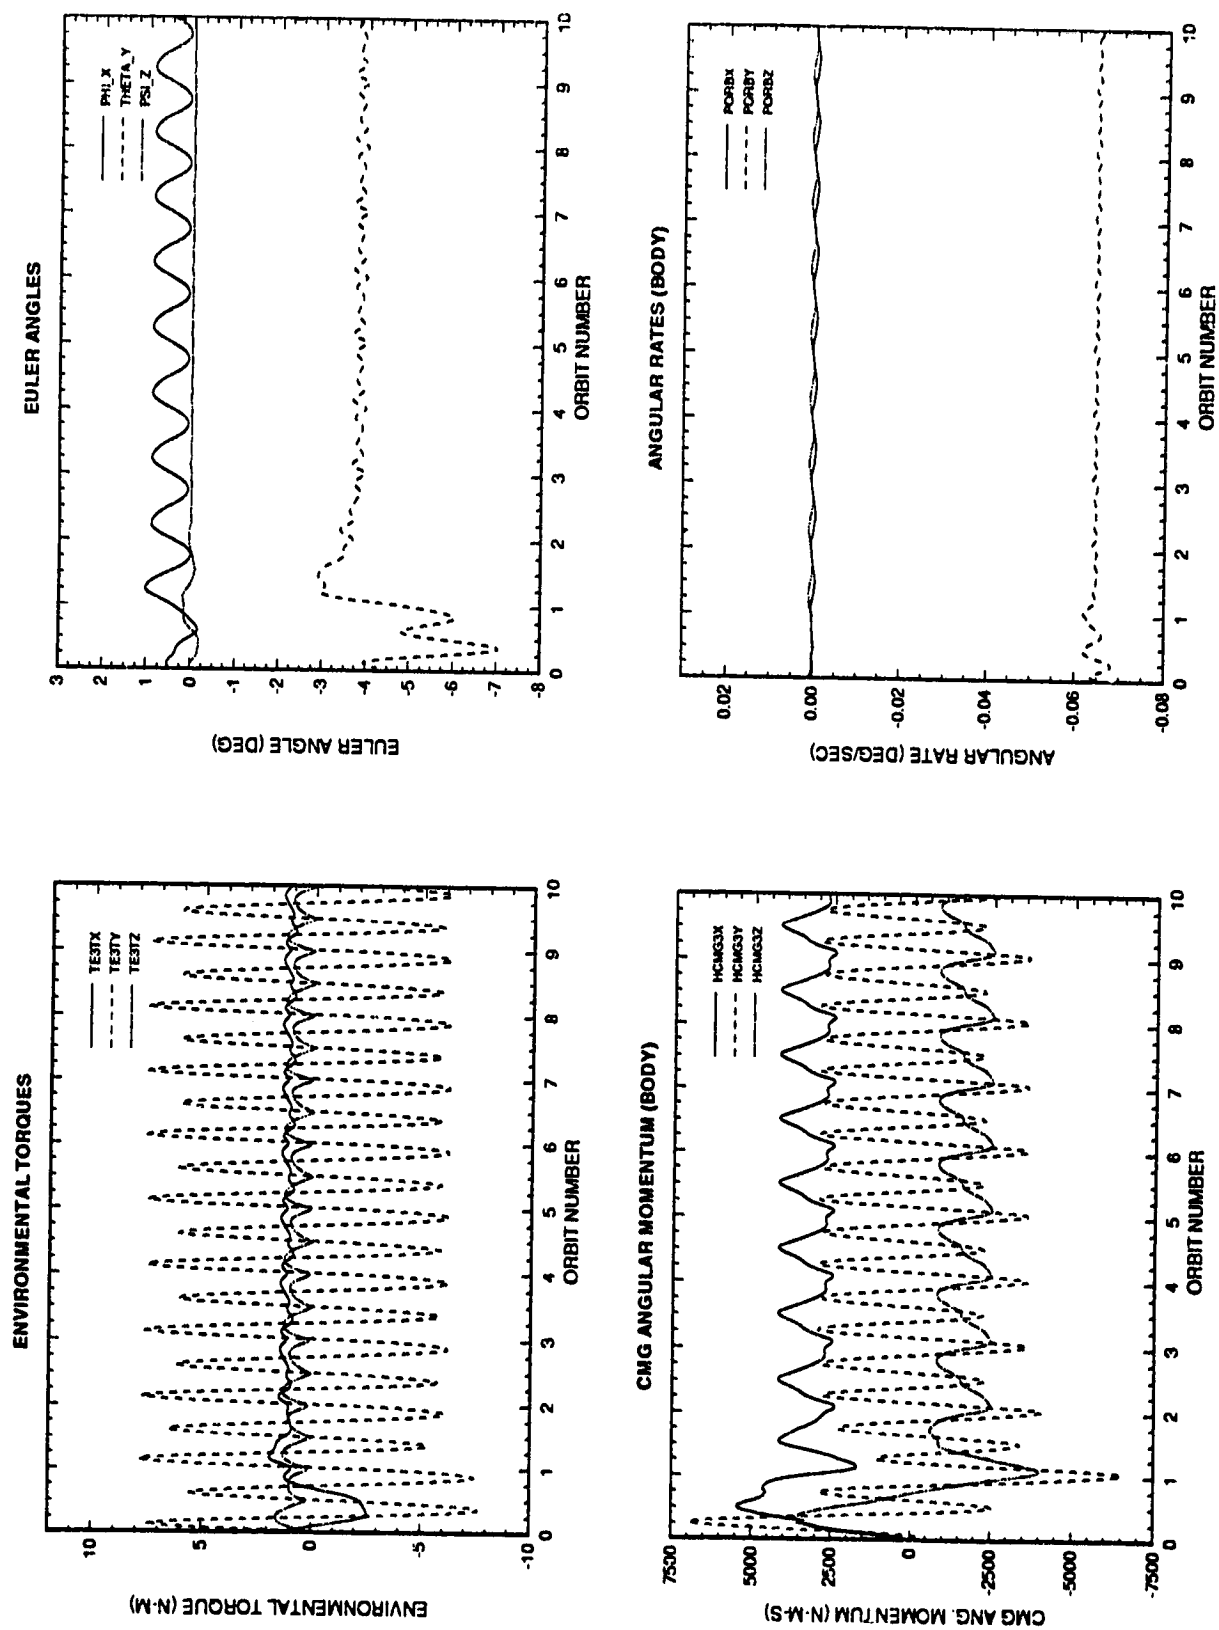 ENVIRONMENTAL TORQUES
TE3TX
TE3TY
TE3TZ
ENVIRONMENTAL TORQUE (N-M)
10
5
0
-5
-10
0 1 2 3 4 5 6 7 8 9 10
ORBIT NUMBER
EULER ANGLES
PHI_X
THETA_Y
PSI_Z
EULER ANGLE (DEG)
3
2
1
0
-1
-2
-3
-4
-5
-6
-7
-8
0 1 2 3 4 5 6 7 8 9 10
ORBIT NUMBER
CMG ANGULAR MOMENTUM (BODY)
HCMG3X
HCMG3Y
HCMG3Z
CMG ANG. MOMENTUM (N-M-S)
7500
5000
2500
0
-2500
-5000
-7500
0 1 2 3 4 5 6 7 8 9 10
ORBIT NUMBER
ANGULAR RATES (BODY)
PORBX
PORBY
PORBZ
ANGULAR RATE (DEG/SEC)
0.02
0.00
-0.02
-0.04
-0.06
-0.08
0 1 2 3 4 5 6 7 8 9 10
ORBIT NUMBER